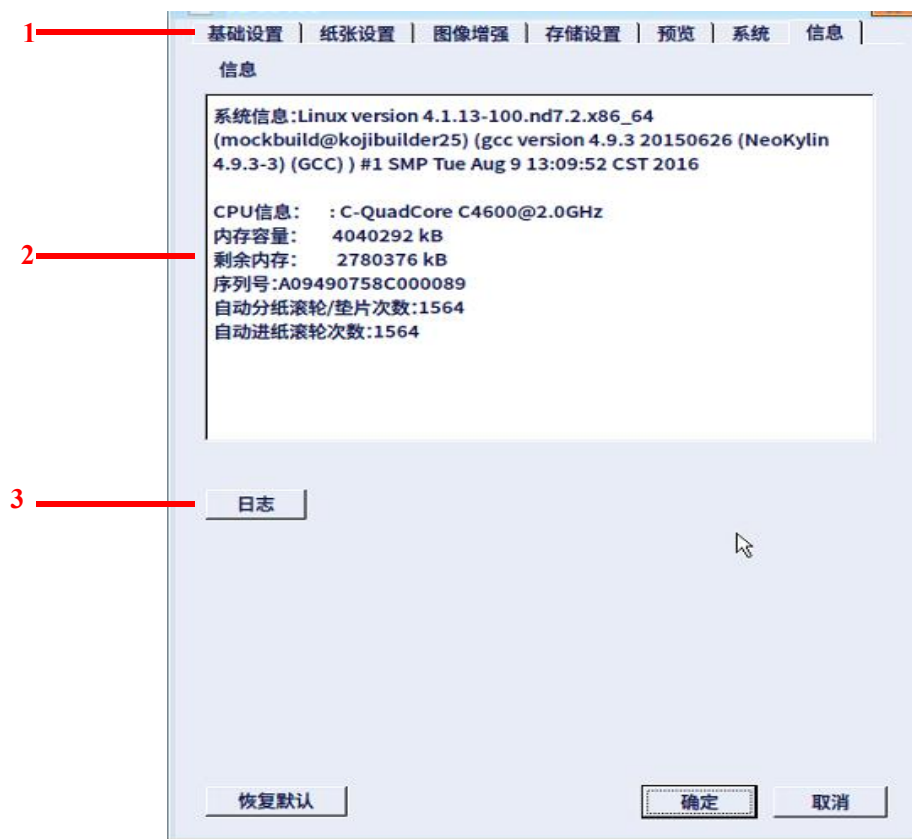 1
基础设置 纸张设置 图像增强 存储设置 预览 系统 信息
信息
系统信息:Linux version 4.1.13-100.nd7.2.x86_64
(mockbuild@kojibuilder25) (gcc version 4.9.3 20150626 (NeoKylin
4.9.3-3) (GCC) ) #1 SMP Tue Aug 9 13:09:52 CST 2016
CPU信息: : C-QuadCore C4600@2.0GHz
内存容量: 4040292 kB
2
剩余内存: 2780376 kB
序列号:A09490758C000089
自动分纸滚轮/垫片次数:1564
自动进纸滚轮次数:1564
3
日志
恢复默认 确定 取消